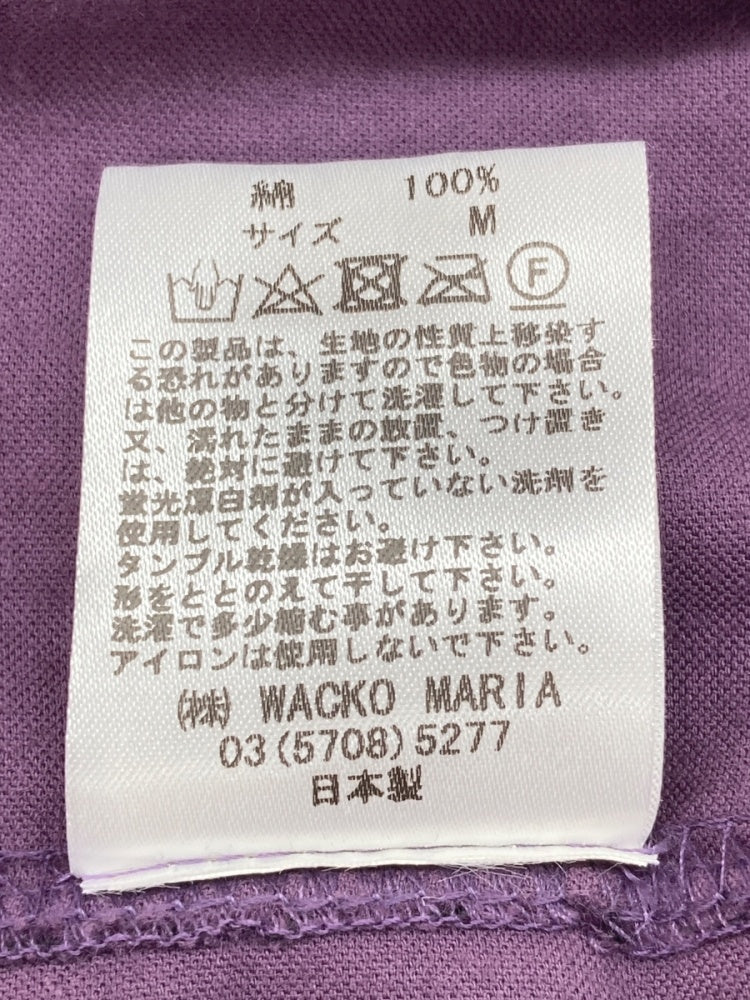 綿 100%
サイズ M
F
この製品は、生地の性質上移染す
る恐れがありますので色物の場合
は他の物と分けて洗濯して下さい。
又、濡れたままの放置、つけ置き
は、絶対に避けて下さい。
蛍光漂白剤が入っていない洗剤を
使用してください。
タンブル乾燥はお避け下さい。
形をととのえて干して下さい。
洗濯で多少縮む事があります。
アイロンは使用しないで下さい。
㈱ WACKO MARIA
03(5708)5277
日本製